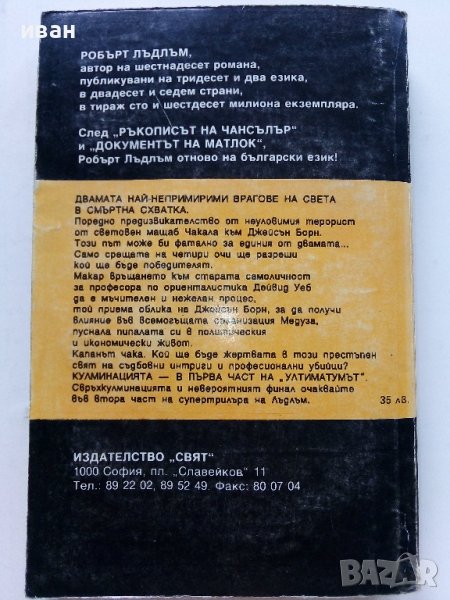 иван
РОБЪРТ ЛЪДЛЪМ,
автор на шестнадесет романа,
публикувани на тридесет и два езика,
в двадесет и седем страни,
в тираж сто и шестдесет милиона екземпляра.
След „РЪКОПИСЪТ НА ЧАНСЪЛЪР"
и „ДОКУМЕНТЪТ НА МАТЛОК",
Робърт Лъдлъм отново на български език!
ДВАМАТА НАЙ-НЕПРИМИРИМИ ВРАГОВЕ НА СВЕТА
В СМЪРТНА СХВАТКА.
Поредно предизвикателство от неуловимия терорист
от световен мащаб Чакала към Джейсън Борн.
Този път може би фатално за единия от двамата...
Само срещата на четири очи ще разреши
кой ще бъде победителят.
Макар връщането към старата самоличност
за професора по ориенталистика Дейвид Уеб
да е мъчителен и нежелан процес,
той приема облика на Джейсън Борн, за да получи
влияние във всемогъщата организация Медуза,
пуснала пипалата си в политическия
и икономически живот.
Капанът чака. Кой ще бъде жертвата в този престъпен
свят на съдбовни интриги и професионални убийци?
КУЛМИНАЦИЯТА — В ПЪРВА ЧАСТ НА „УЛТИМАТУМЪТ".
Свръхкулминацията и невероятният финал очаквайте
във втора част на супертрилъра на Лъдлъм. 35 лв.
ИЗДАТЕЛСТВО „СВЯТ"
1000 София, пл. „Славейков" 11
Тел.: 89 22 02, 89 52 49. Факс: 80 07 04
BAZAR